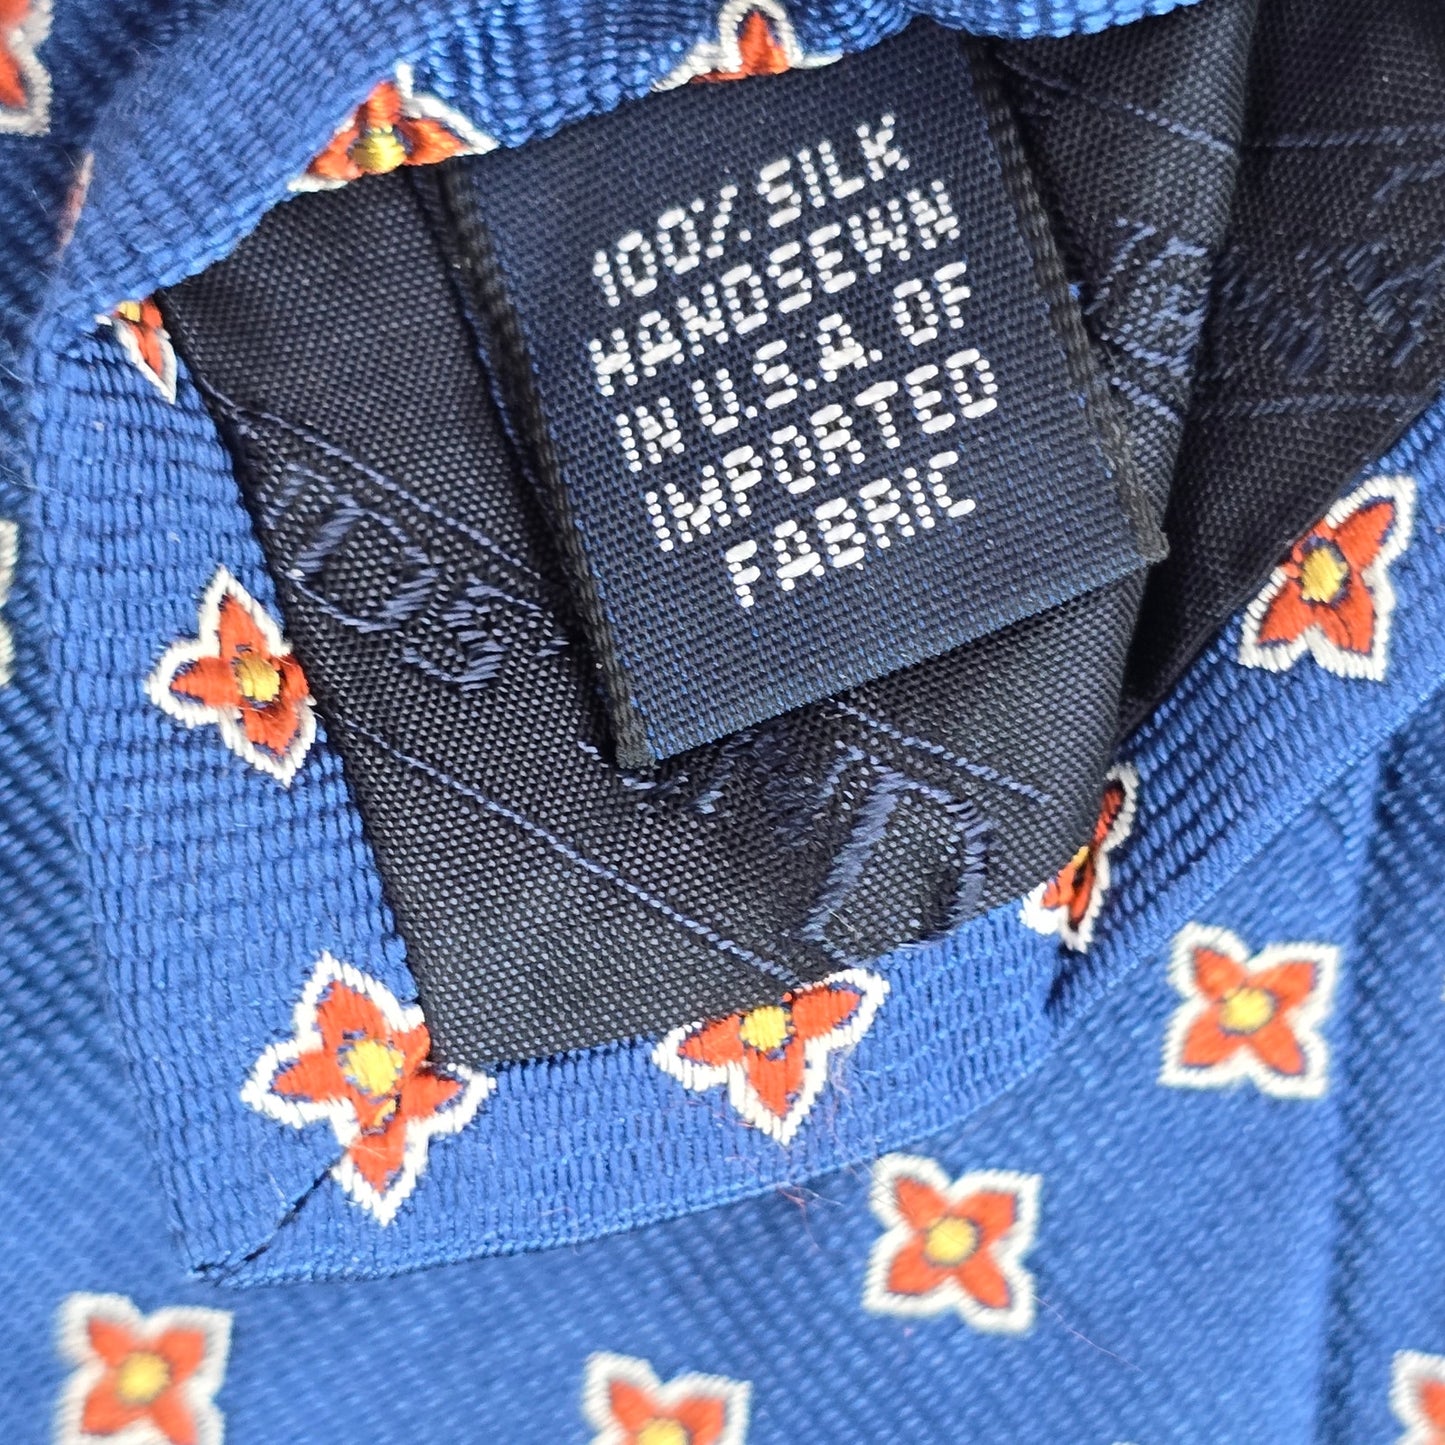 100% SILK
HANDSEWN
IN U.S.A. OF
IMPORTED
FABRIC